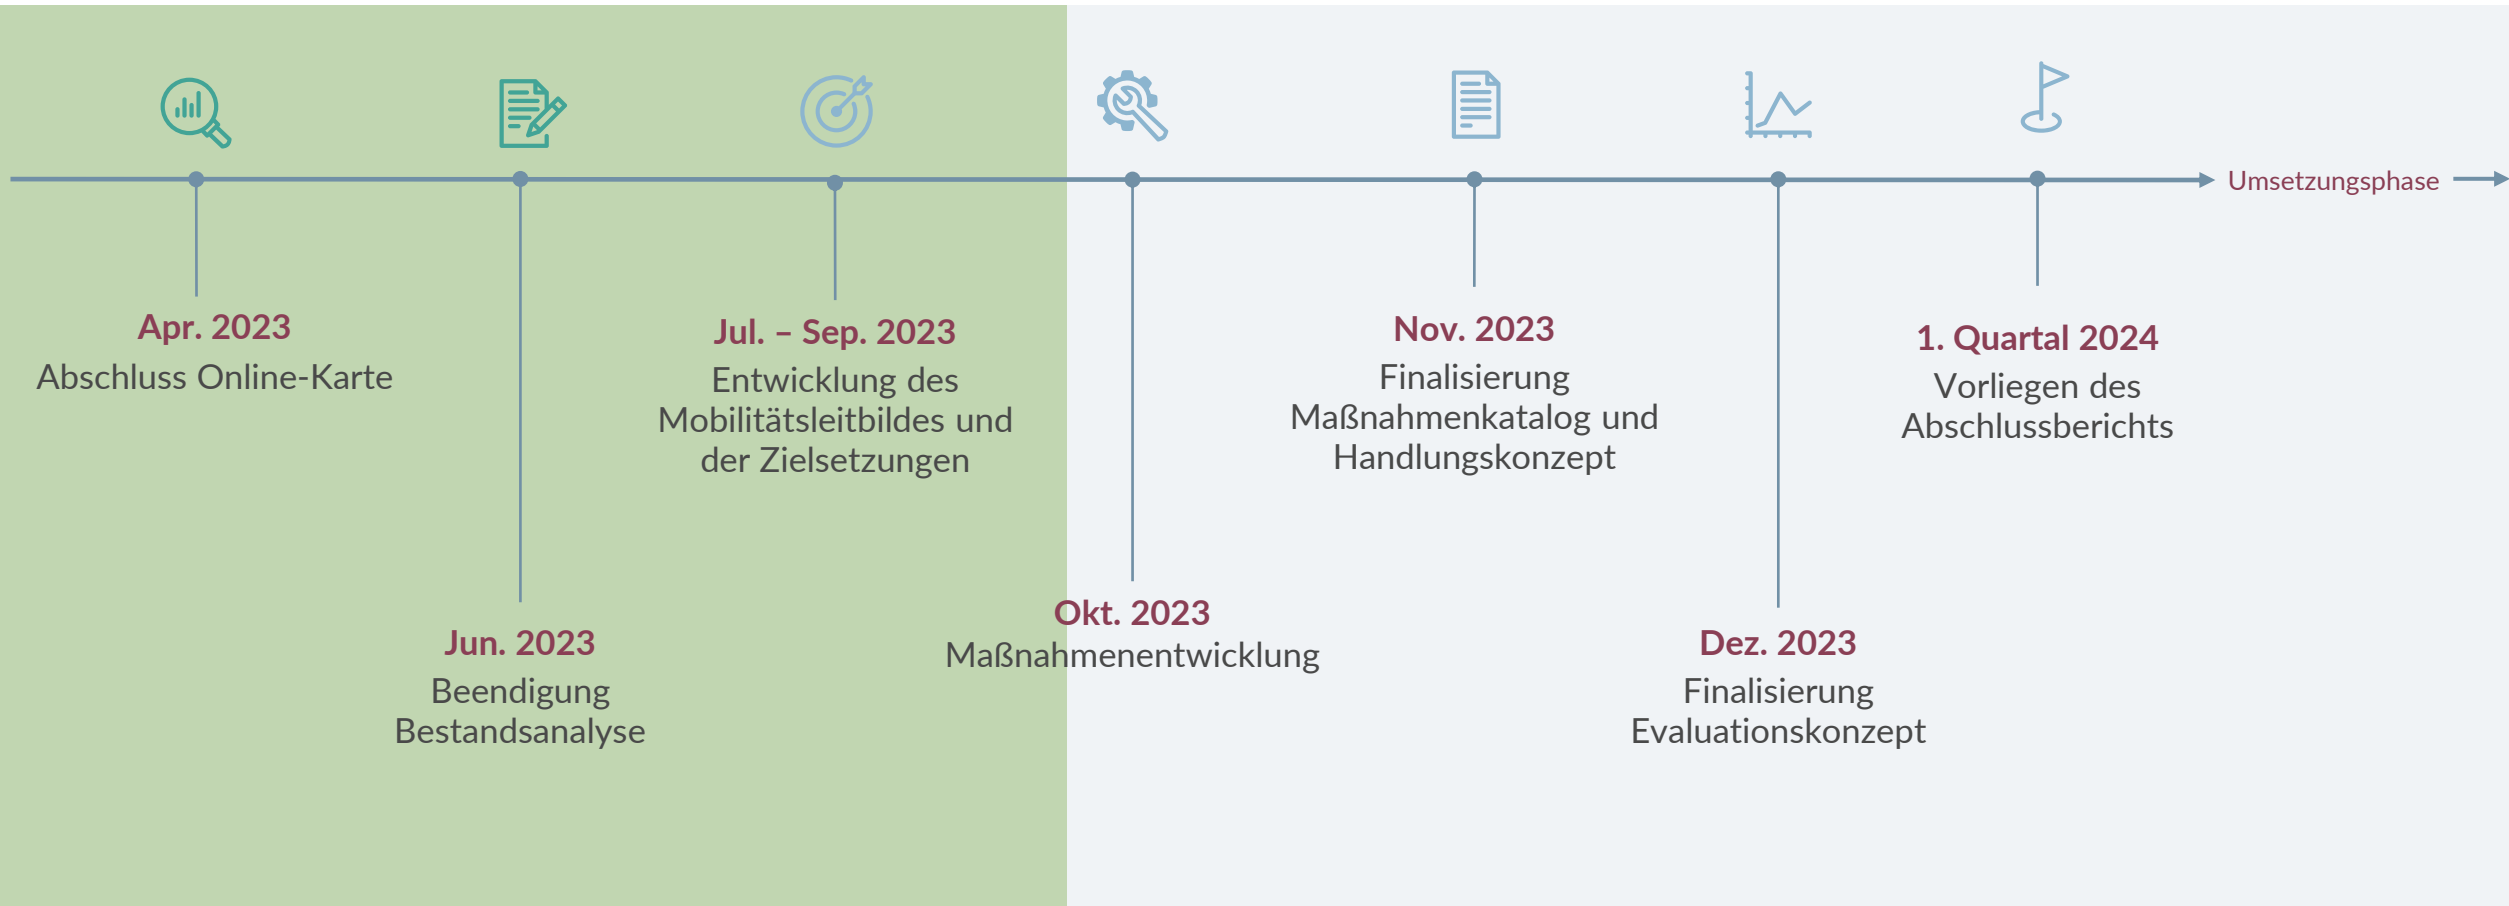 Umsetzungsphase
Apr. 2023
Abschluss Online-Karte
Jun. 2023
Beendigung
Bestandsanalyse
Jul. – Sep. 2023
Entwicklung des
Mobilitätsleitbildes und
der Zielsetzungen
Okt. 2023
Maßnahmenentwicklung
Nov. 2023
Finalisierung
Maßnahmenkatalog und
Handlungskonzept
Dez. 2023
Finalisierung
Evaluationskonzept
1. Quartal 2024
Vorliegen des
Abschlussberichts